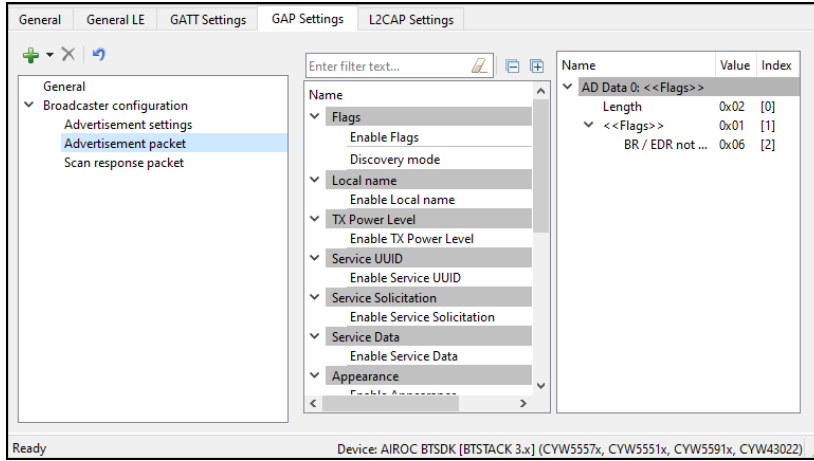 General General LE GATT Settings GAP Settings L2CAP Settings
General
Broadcaster configuration
Advertisement settings
Advertisement packet
Scan response packet
Enter filter text...
Name
Flags
Enable Flags
Discovery mode
Local name
Enable Local name
TX Power Level
Enable TX Power Level
Service UUID
Enable Service UUID
Service Solicitation
Enable Service Solicitation
Service Data
Enable Service Data
Appearance
Enable Appearance
Name Value Index
AD Data 0: <<Flags>>
Length 0x02 [0]
<<Flags>> 0x01 [1]
BR / EDR not ... 0x06 [2]
Ready Device: AIROC BTSDK [BTSTACK 3.x] (CYW5557x, CYW5551x, CYW5591x, CYW43022)